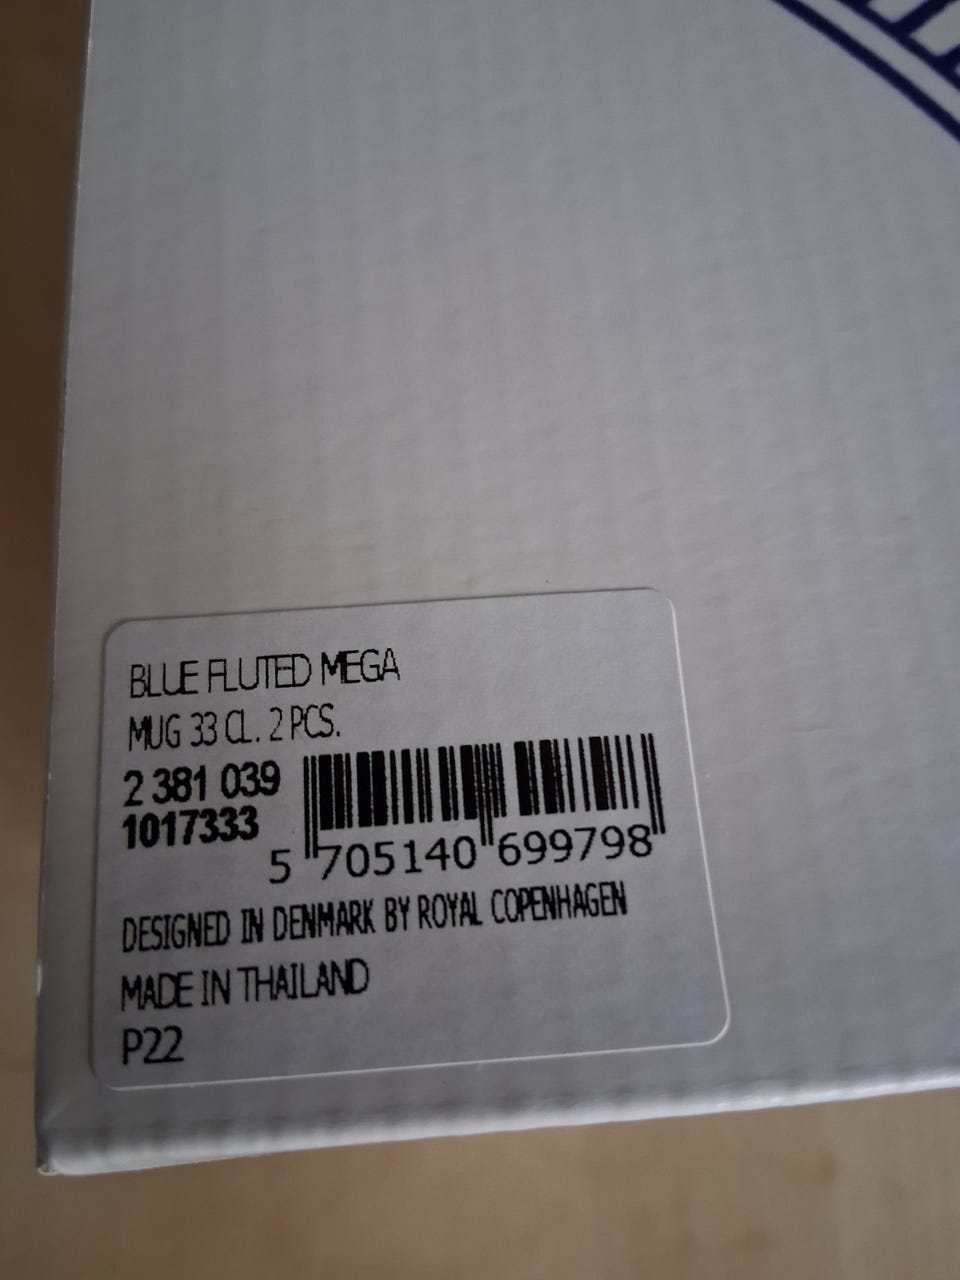 BLUE FLUTED MEGA
MUG 33 CL. 2 PCS.
2 381 039
1017333
5 705140 699798
DESIGNED IN DENMARK BY ROYAL COPENHAGEN
MADE IN THAILAND
P22